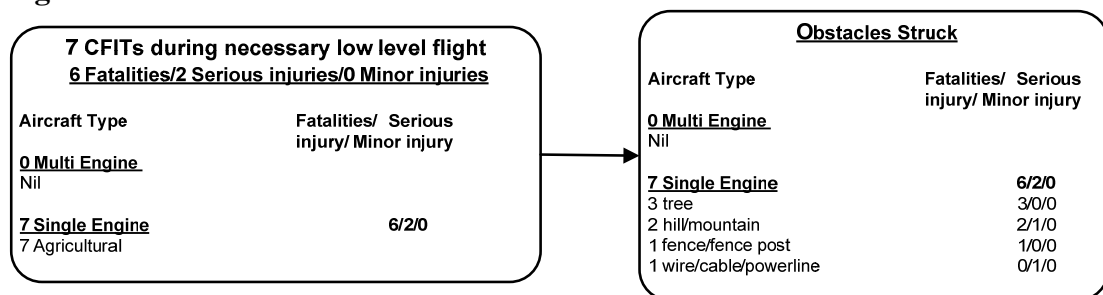 7 CFITs during necessary low level flight
6 Fatalities/2 Serious injuries/0 Minor injuries
Aircraft Type
Fatalities/ Serious
injury/ Minor injury
0 Multi Engine
Nil
7 Single Engine 6/2/0
7 Agricultural
Obstacles Struck
Aircraft Type
Fatalities/ Serious
injury/ Minor injury
0 Multi Engine
Nil
7 Single Engine 6/2/0
3 tree 3/0/0
2 hill/mountain 2/1/0
1 fence/fence post 1/0/0
1 wire/cable/powerline 0/1/0